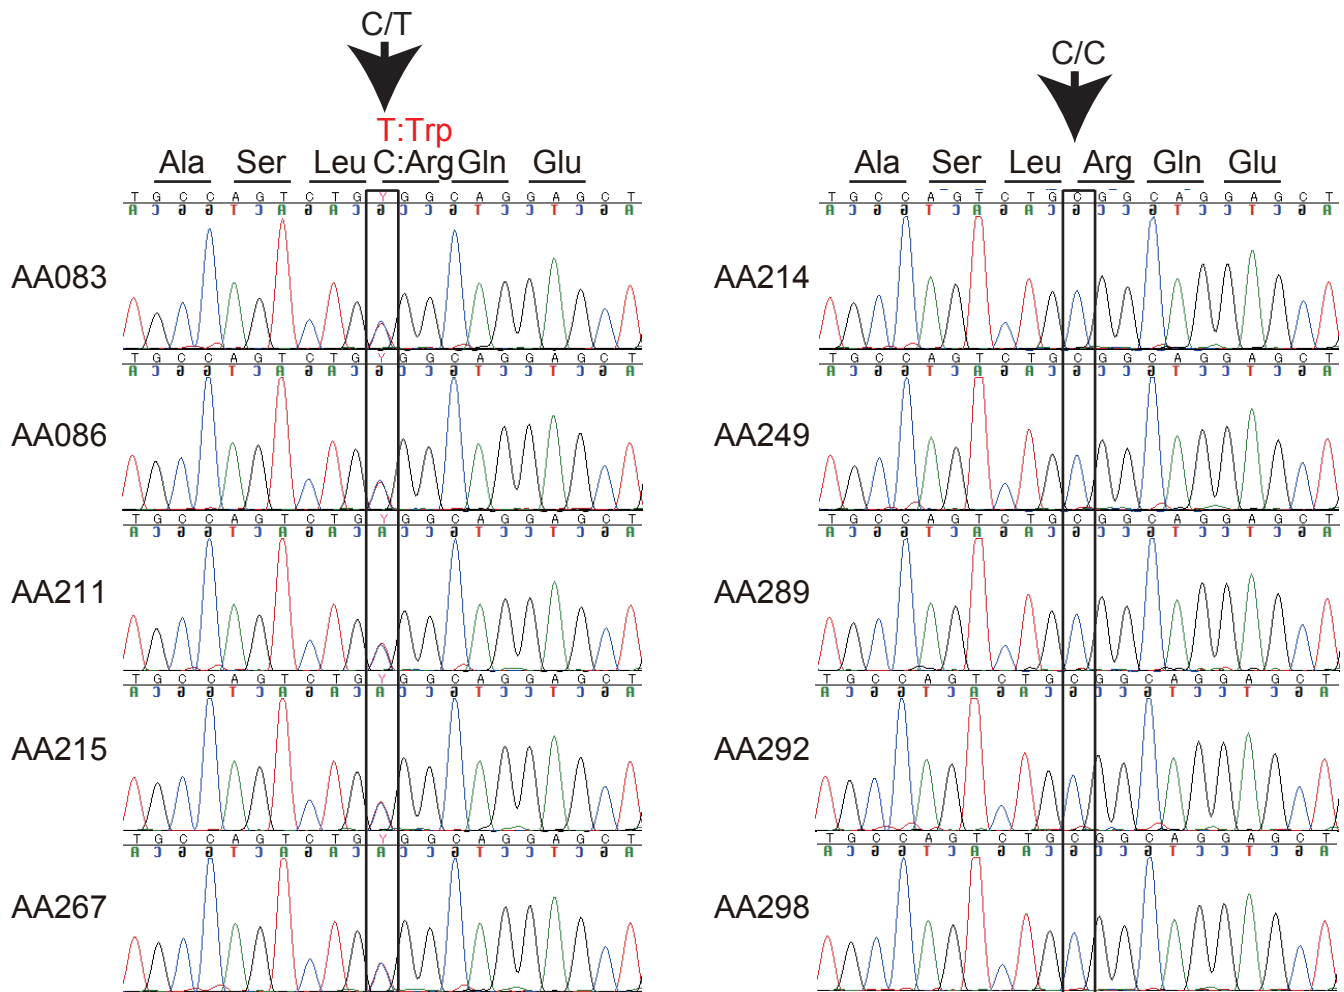 C/T
T:Trp
Ala Ser Leu C:Arg Gln Glu
T G C C A G T C T G Y G G C A G G A G C T
A C G G T C A G A C G C C G T C C T C G A
AA083
T G C C A G T C T G Y G G C A G G A G C T
A C G G T C A G A C G C C G T C C T C G A
AA086
T G C C A G T C T G Y G G C A G G A G C T
A C G G T C A G A C A C C G T C C T C G A
AA211
T G C C A G T C T G Y G G C A G G A G C T
A C G G T C A G A C A C C G T C C T C G A
AA215
T G C C A G T C T G Y G G C A G G A G C T
A C G G T C A G A C A C C G T C C T C G A
AA267
C/C
Ala Ser Leu Arg Gln Glu
T G C C A G T C T G C G G C A G G A G C T
A C G G T C A G A C G C C G T C C T C G A
AA214
T G C C A G T C T G C G G C A G G A G C T
A C G G T C A G A C G C C G T C C T C G A
AA249
T G C C A G T C T G C G G C A G G A G C T
A C G G T C A G A C G C C G T C C T C G A
AA289
T G C C A G T C T G C G G C A G G A G C T
A C G G T C A G A C G C C G T C C T C G A
AA292
T G C C A G T C T G C G G C A G G A G C T
A C G G T C A G A C G C C G T C C T C G A
AA298